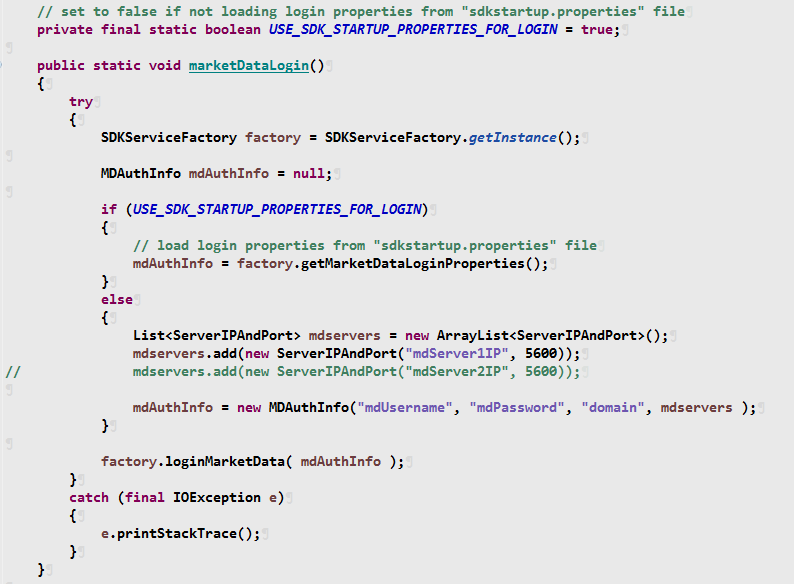 // set to false if not loading login properties from "sdkstartup.properties" file
private final static boolean USE_SDK_STARTUP_PROPERTIES_FOR_LOGIN = true;
public static void marketDataLogin()
{
try
{
SDKServiceFactory factory = SDKServiceFactory.getInstance();
MDAuthInfo mdAuthInfo = null;
if (USE_SDK_STARTUP_PROPERTIES_FOR_LOGIN)
{
// load login properties from "sdkstartup.properties" file
mdAuthInfo = factory.getMarketDataLoginProperties();
}
else
{
List<ServerIPAndPort> mdservers = new ArrayList<ServerIPAndPort>();
mdservers.add(new ServerIPAndPort("mdServer1IP", 5600));
// mdservers.add(new ServerIPAndPort("mdServer2IP", 5600));
mdAuthInfo = new MDAuthInfo("mdUsername", "mdPassword", "domain", mdservers );
}
factory.loginMarketData( mdAuthInfo );
}
catch (final IOException e)
{
e.printStackTrace();
}
}